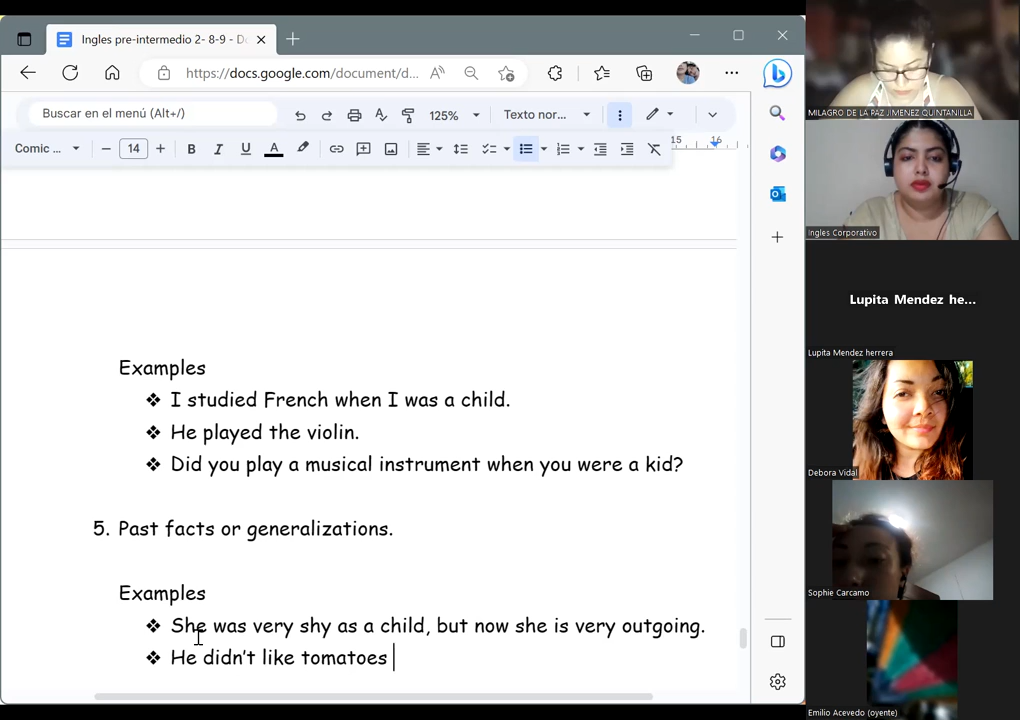 Ingles pre-intermedio 2- 8-9 - Do
https://docs.google.com/document/d...
Buscar en el menú (Alt+/)
125%
Texto nor...
Comic ...
14
B I U A
15
16
Examples
❖ I studied French when I was a child.
❖ He played the violin.
❖ Did you play a musical instrument when you were a kid?
5. Past facts or generalizations.
Examples
❖ She was very shy as a child, but now she is very outgoing.
❖ He didn't like tomatoes
MILAGRO DE LA PAZ JIMENEZ QUINTANILLA
Ingles Corporativo
Lupita Mendez he...
Lupita Mendez herrera
Debora Vidal
Sophie Carcamo
Emilio Acevedo (oyente)